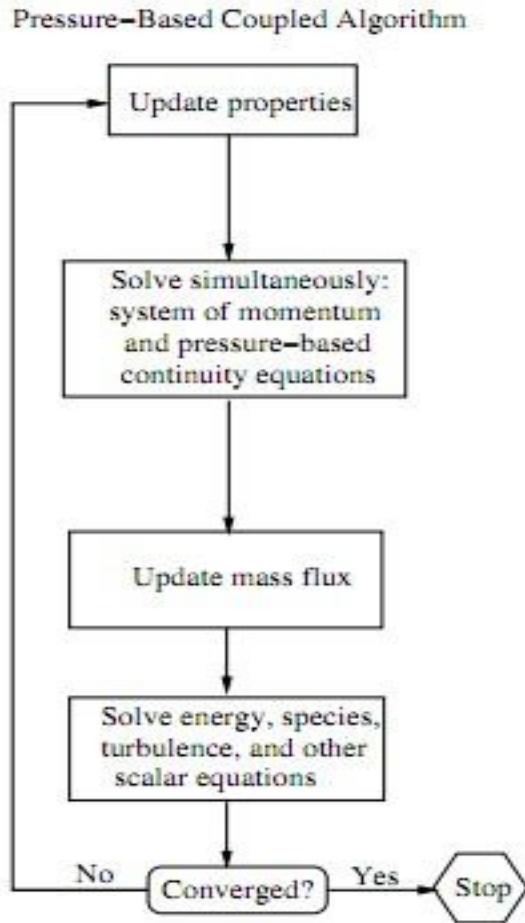 Pressure-Based Coupled Algorithm
Update properties
Solve simultaneously:
system of momentum
and pressure-based
continuity equations
Update mass flux
Solve energy, species,
turbulence, and other
scalar equations
No
Converged?
Yes
Stop